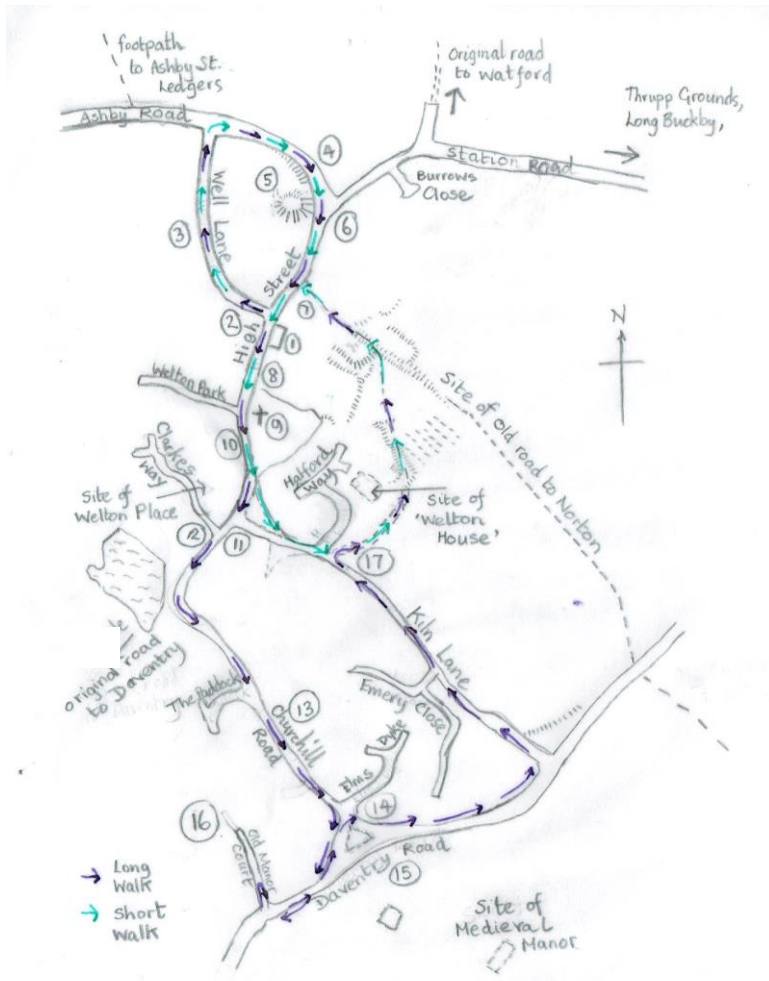 footpath
to Ashby St.
Ledgers
Original road
to Watford
Thrupp Grounds,
Long Buckby,
Ashby Road
Station Road
Burrows
Close
4
5
6
3
Well Lane
High Street
2
7
1
8
N
Welton Park
9
10
Clarkes
Way
Halford
Way
Site of Old road to Norton
Site of
Welton Place
Site of
'Welton
House'
12
11
17
original road
to Daventry
Kiln Lane
The Paddock
Emery Close
13
Churchill
Road
Elms
Dyke
14
16
Old Manor
Court
Daventry Road
15
Long
Walk
Short
Walk
Site of
Medieval
Manor